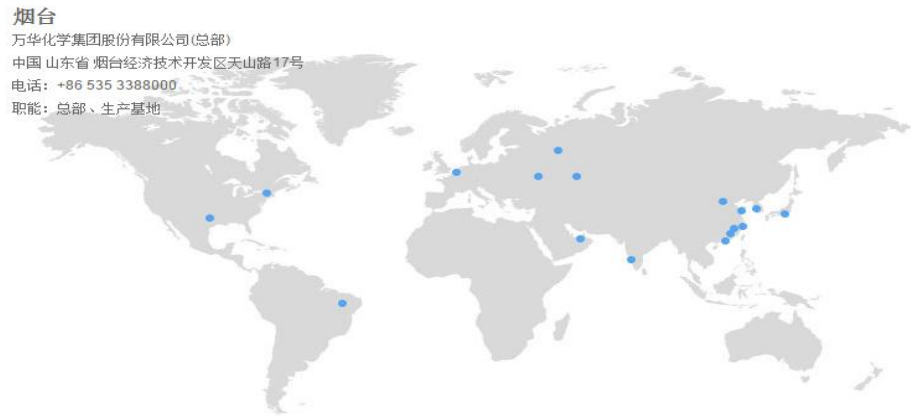 烟台
万华化学集团股份有限公司(总部)
中国 山东省 烟台经济技术开发区天山路17号
电话：+86 535 3388000
职能：总部、生产基地